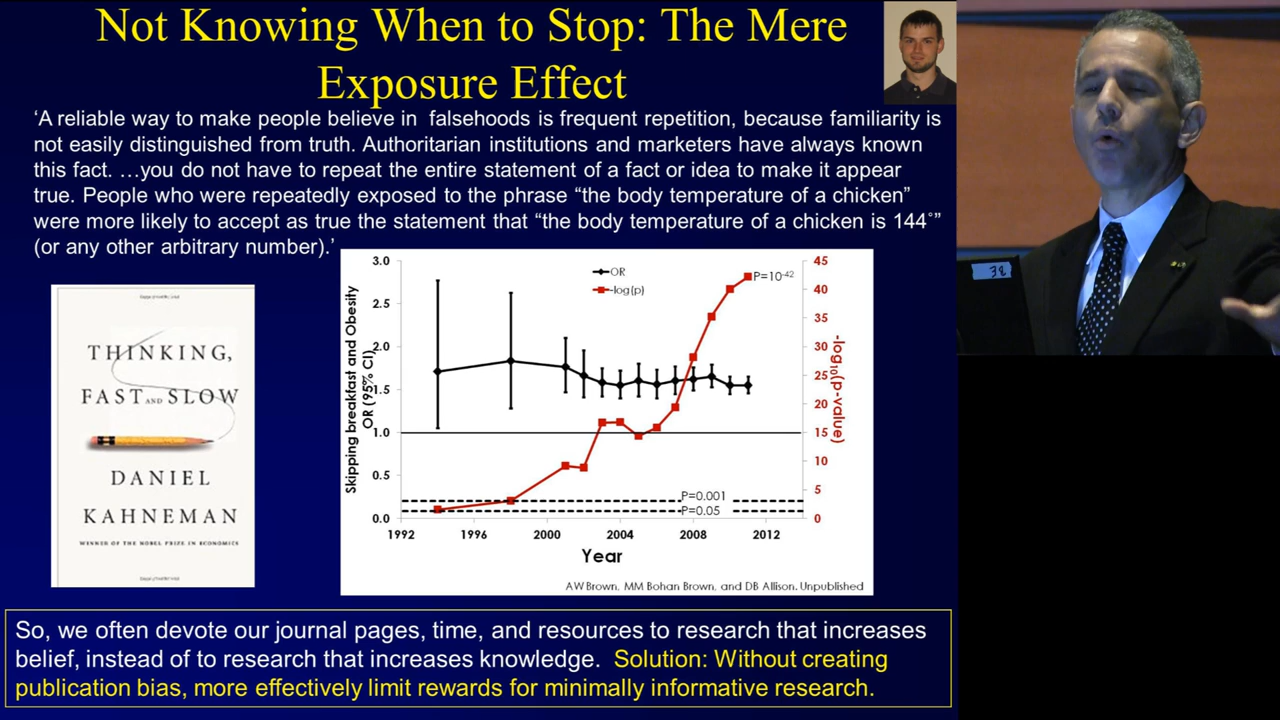 Not Knowing When to Stop: The Mere
Exposure Effect
‘A reliable way to make people believe in falsehoods is frequent repetition, because familiarity is
not easily distinguished from truth. Authoritarian institutions and marketers have always known
this fact. …you do not have to repeat the entire statement of a fact or idea to make it appear
true. People who were repeatedly exposed to the phrase “the body temperature of a chicken”
were more likely to accept as true the statement that “the body temperature of a chicken is 144˚”
(or any other arbitrary number).’
THINKING,
FAST AND SLOW
DANIEL
KAHNEMAN
WINNER OF THE NOBEL PRIZE IN ECONOMICS
Skipping breakfast and Obesity
OR (95% CI)
3.0
2.5
2.0
1.5
1.0
0.5
0.0
OR
-log(p)
P=10-42
P=0.001
P=0.05
45
40
35
30
25
20
15
10
5
0
-log10(p-value)
1992 1996 2000 2004 2008 2012
Year
AW Brown, MM Bohan Brown, and DB Allison. Unpublished
So, we often devote our journal pages, time, and resources to research that increases
belief, instead of to research that increases knowledge. Solution: Without creating
publication bias, more effectively limit rewards for minimally informative research.